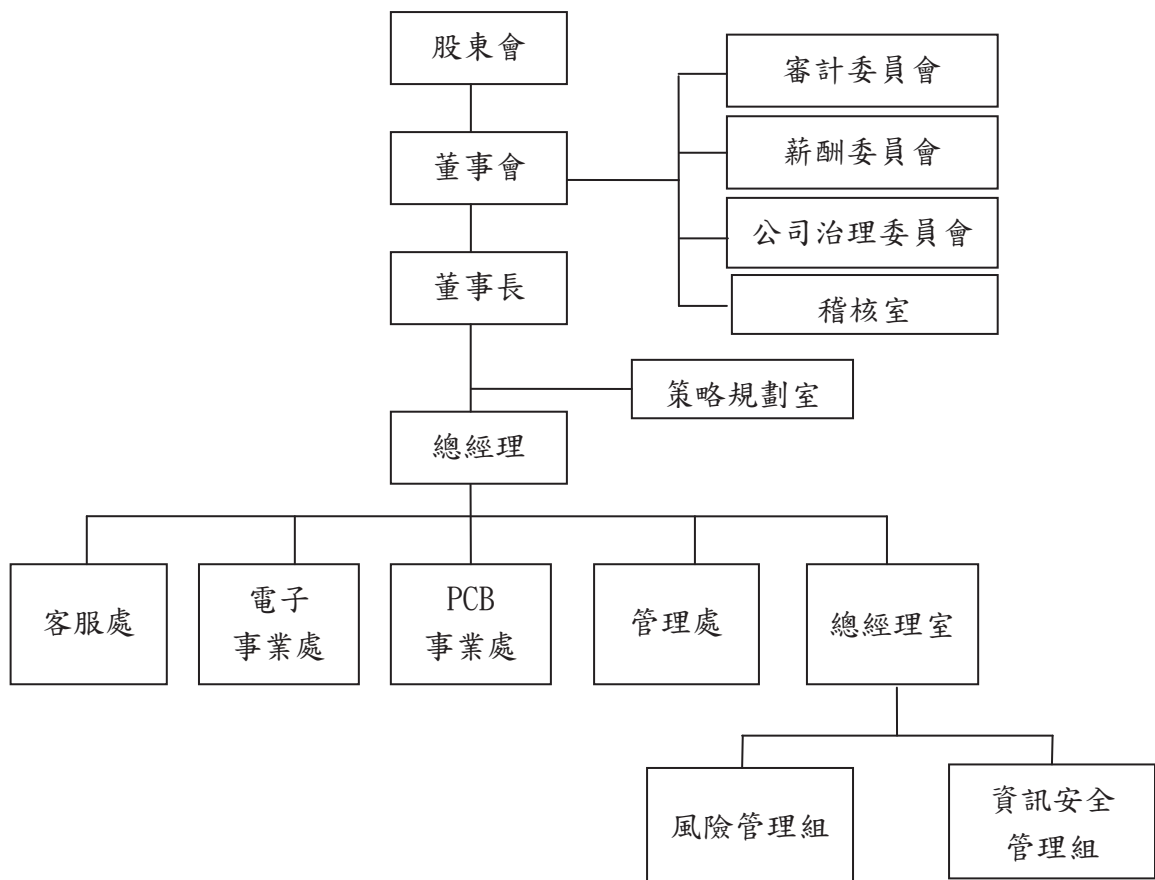 股東會
審計委員會
董事會
薪酬委員會
公司治理委員會
董事長
稽核室
策略規劃室
總經理
客服處
電子
事業處
PCB
事業處
管理處
總經理室
風險管理組
資訊安全
管理組